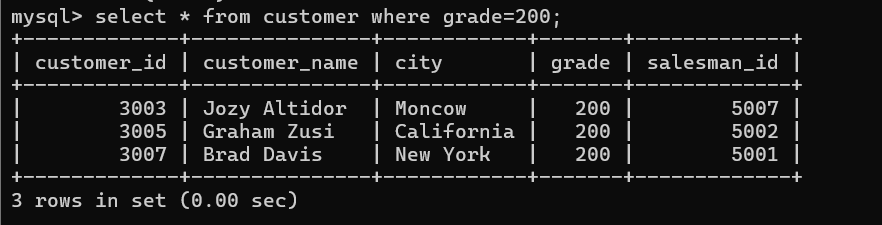 mysql> select * from customer where grade=200;
+-------------+---------------+------------+-------+-------------+
| customer_id | customer_name | city       | grade | salesman_id |
+-------------+---------------+------------+-------+-------------+
|        3003 | Jozy Altidor  | Moncow     |   200 |        5007 |
|        3005 | Graham Zusi   | California |   200 |        5002 |
|        3007 | Brad Davis    | New York   |   200 |        5001 |
+-------------+---------------+------------+-------+-------------+
3 rows in set (0.00 sec)